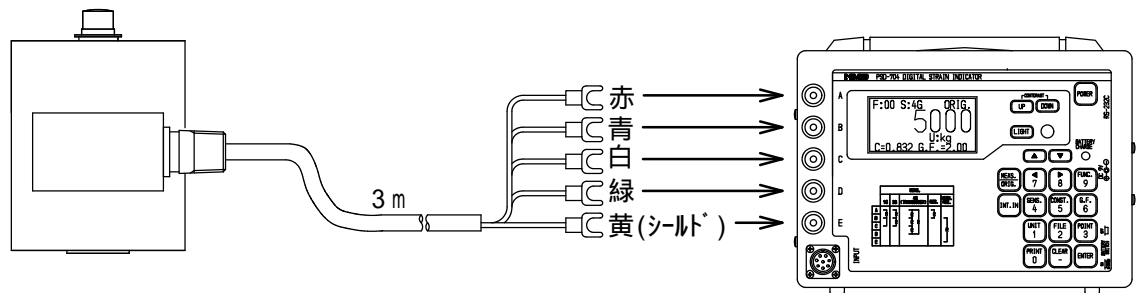 赤
青
白
緑
黄(ｼｰﾙﾄﾞ)
3 m
PSD-704 DIGITAL STRAIN INDICATOR
F:00 S:4G ORIG.
5000
U:kg
C=0.832 G.F.=2.00
CONTRAST
UP DOWN
LIGHT
POWER
RS-232C
BATTERY
CHARGE
A
B
C
D
E
INPUT
MEAS.
ORIG.
INT.IN
7
8
FUNC.
9
SENS.
4
CONST.
5
G.F.
6
UNIT
1
FILE
2
POINT
3
PRINT
0
CLEAR
-
ENTER